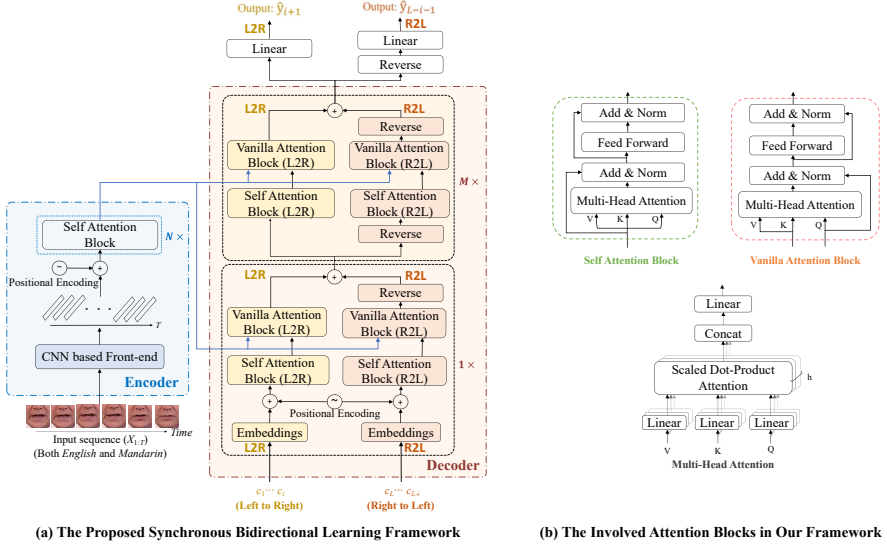 Output: ŷᵢ₊₁
Output: ŷ_{L−i−1}
L2R
R2L
Linear
Linear
Reverse
L2R
R2L
+
Reverse
Vanilla Attention
Block (L2R)
Vanilla Attention
Block (R2L)
M ×
Self Attention
Block (L2R)
Self Attention
Block (R2L)
Reverse
L2R
R2L
+
Reverse
Vanilla Attention
Block (L2R)
Vanilla Attention
Block (R2L)
1 ×
Self Attention
Block (L2R)
Self Attention
Block (R2L)
+
~
+
Positional Encoding
Embeddings
Embeddings
L2R
R2L
Decoder
c₁⋯ cᵢ
c_L⋯ c_{L-i}
(Left to Right)
(Right to Left)
Self Attention
Block
N ×
~
+
Positional Encoding
· · ·
T
CNN based Front-end
Encoder
Time
Input sequence (X₁:T)
(Both English and Mandarin)
(a) The Proposed Synchronous Bidirectional Learning Framework
Add & Norm
Feed Forward
Add & Norm
Multi-Head Attention
V
K
Q
Self Attention Block
Add & Norm
Feed Forward
Add & Norm
Multi-Head Attention
V
K
Q
Vanilla Attention Block
Linear
Concat
Scaled Dot-Product
Attention
h
Linear
Linear
Linear
V
K
Q
Multi-Head Attention
(b) The Involved Attention Blocks in Our Framework